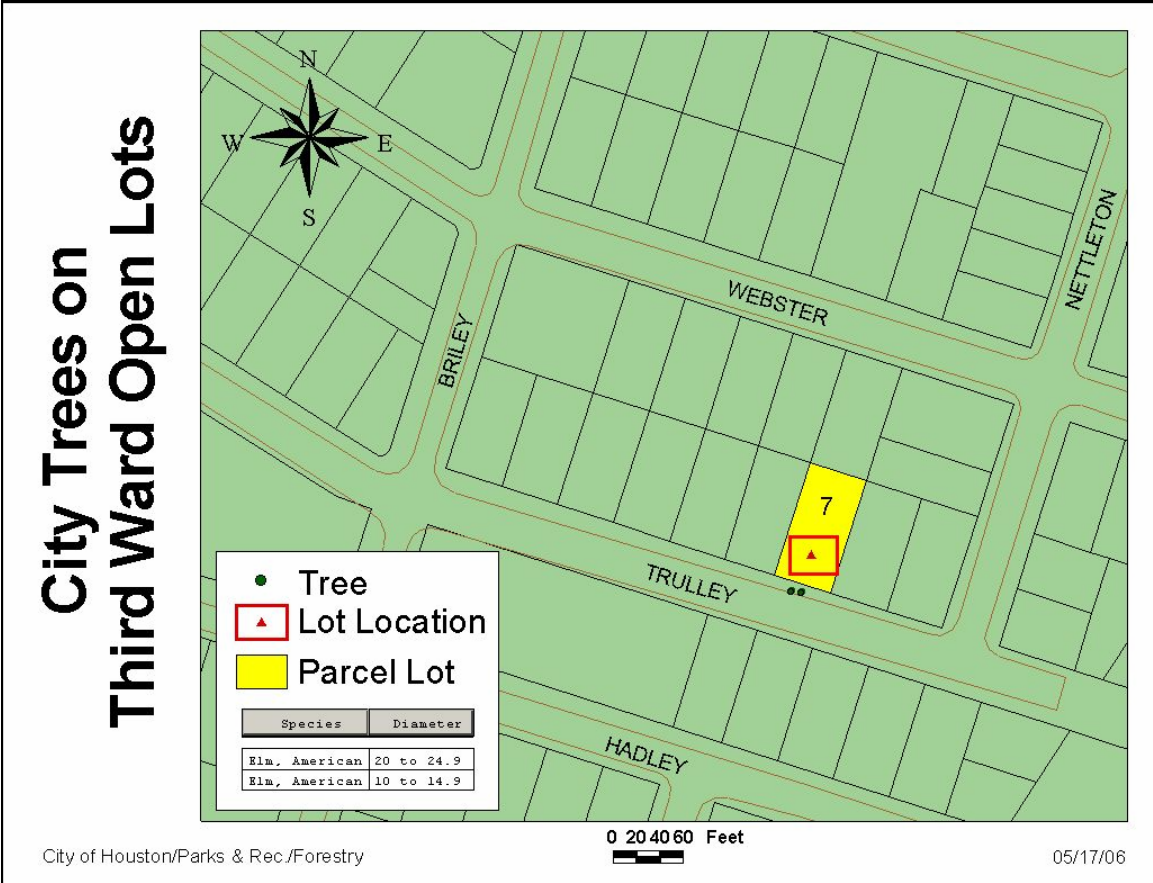 City Trees on
Third Ward Open Lots
N
W
E
S
WEBSTER
NETTLETON
BRILEY
7
TRULLEY
HADLEY
Tree
Lot Location
Parcel Lot
Species Diameter
Elm, American 20 to 24.9
Elm, American 10 to 14.9
City of Houston/Parks & Rec./Forestry
0 20 40 60 Feet
05/17/06